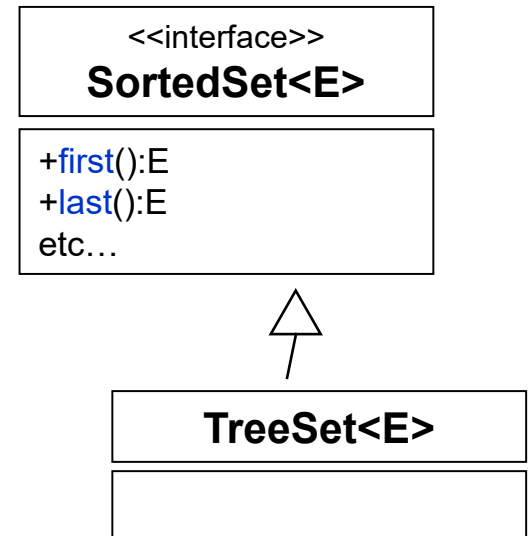 <<interface>>
SortedSet<E>
+first():E
+last():E
etc…
TreeSet<E>